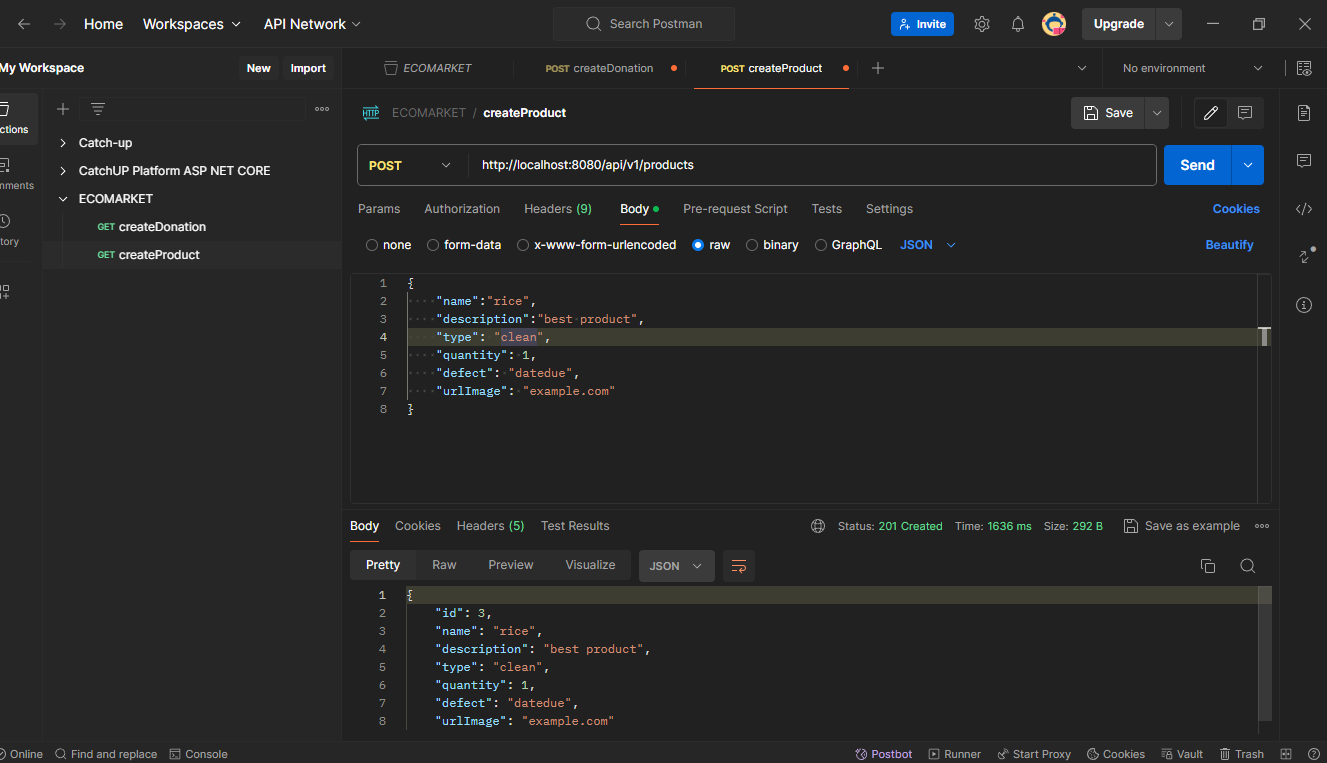 Home Workspaces API Network Search Postman Invite Upgrade
My Workspace New Import ECOMARKET POST createDonation POST createProduct No environment
ctions
nments
tory
Catch-up
CatchUP Platform ASP NET CORE
ECOMARKET
GET createDonation
GET createProduct
HTTP ECOMARKET / createProduct Save
POST http://localhost:8080/api/v1/products Send
Params Authorization Headers (9) Body Pre-request Script Tests Settings Cookies
none form-data x-www-form-urlencoded raw binary GraphQL JSON Beautify
1 {
2 "name":"rice",
3 "description":"best product",
4 "type": "clean",
5 "quantity": 1,
6 "defect": "datedue",
7 "urlImage": "example.com"
8 }
Body Cookies Headers (5) Test Results Status: 201 Created Time: 1636 ms Size: 292 B Save as example
Pretty Raw Preview Visualize JSON
1 {
2 "id": 3,
3 "name": "rice",
4 "description": "best product",
5 "type": "clean",
6 "quantity": 1,
7 "defect": "datedue",
8 "urlImage": "example.com"
Online Find and replace Console Postbot Runner Start Proxy Cookies Vault Trash